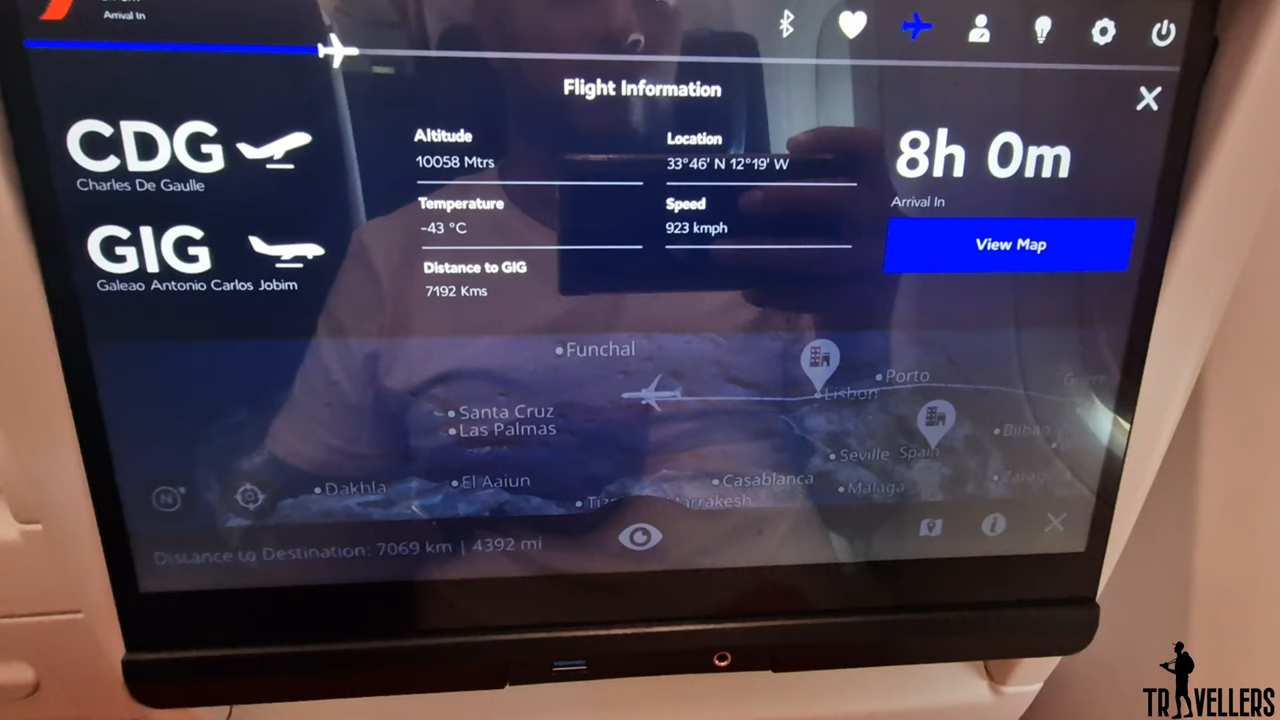 Arrival In
Flight Information
CDG
Charles De Gaulle
GIG
Galeao Antonio Carlos Jobim
Altitude
10058 Mtrs
Location
33°46' N 12°19' W
Temperature
-43 °C
Speed
923 kmph
Distance to GIG
7192 Kms
8h 0m
Arrival In
View Map
Funchal
Porto
Lisbon
Santa Cruz
Las Palmas
Bilbao
Seville Spain
Dakhla
El Aaiun
Casablanca
Malaga
Marrakesh
N
Distance to Destination: 7069 km | 4392 mi
TRAVELLERS